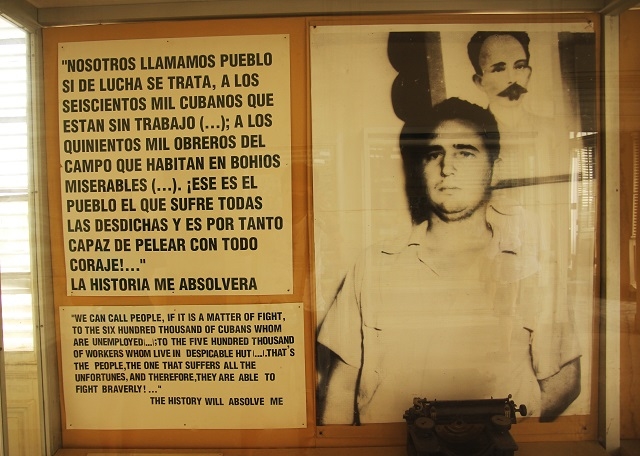 "NOSOTROS LLAMAMOS PUEBLO
SI DE LUCHA SE TRATA, A LOS
SEISCIENTOS MIL CUBANOS QUE
ESTAN SIN TRABAJO (...); A LOS
QUINIENTOS MIL OBREROS DEL
CAMPO QUE HABITAN EN BOHIOS
MISERABLES (...). ¡ESE ES EL
PUEBLO EL QUE SUFRE TODAS
LAS DESDICHAS Y ES POR TANTO
CAPAZ DE PELEAR CON TODO
CORAJE!..."
LA HISTORIA ME ABSOLVERA
"WE CAN CALL PEOPLE, IF IT IS A MATTER OF FIGHT,
TO THE SIX HUNDRED THOUSAND OF CUBANS WHOM
ARE UNEMPLOYED(...);TO THE FIVE HUNDRED THOUSAND
OF WORKERS WHOM LIVE IN DESPICABLE HUT (...).THAT'S
THE PEOPLE,THE ONE THAT SUFFERS ALL THE
UNFORTUNES,AND THEREFORE,THEY ARE ABLE TO
FIGHT BRAVERLY! ..."
THE HISTORY WILL ABSOLVE ME